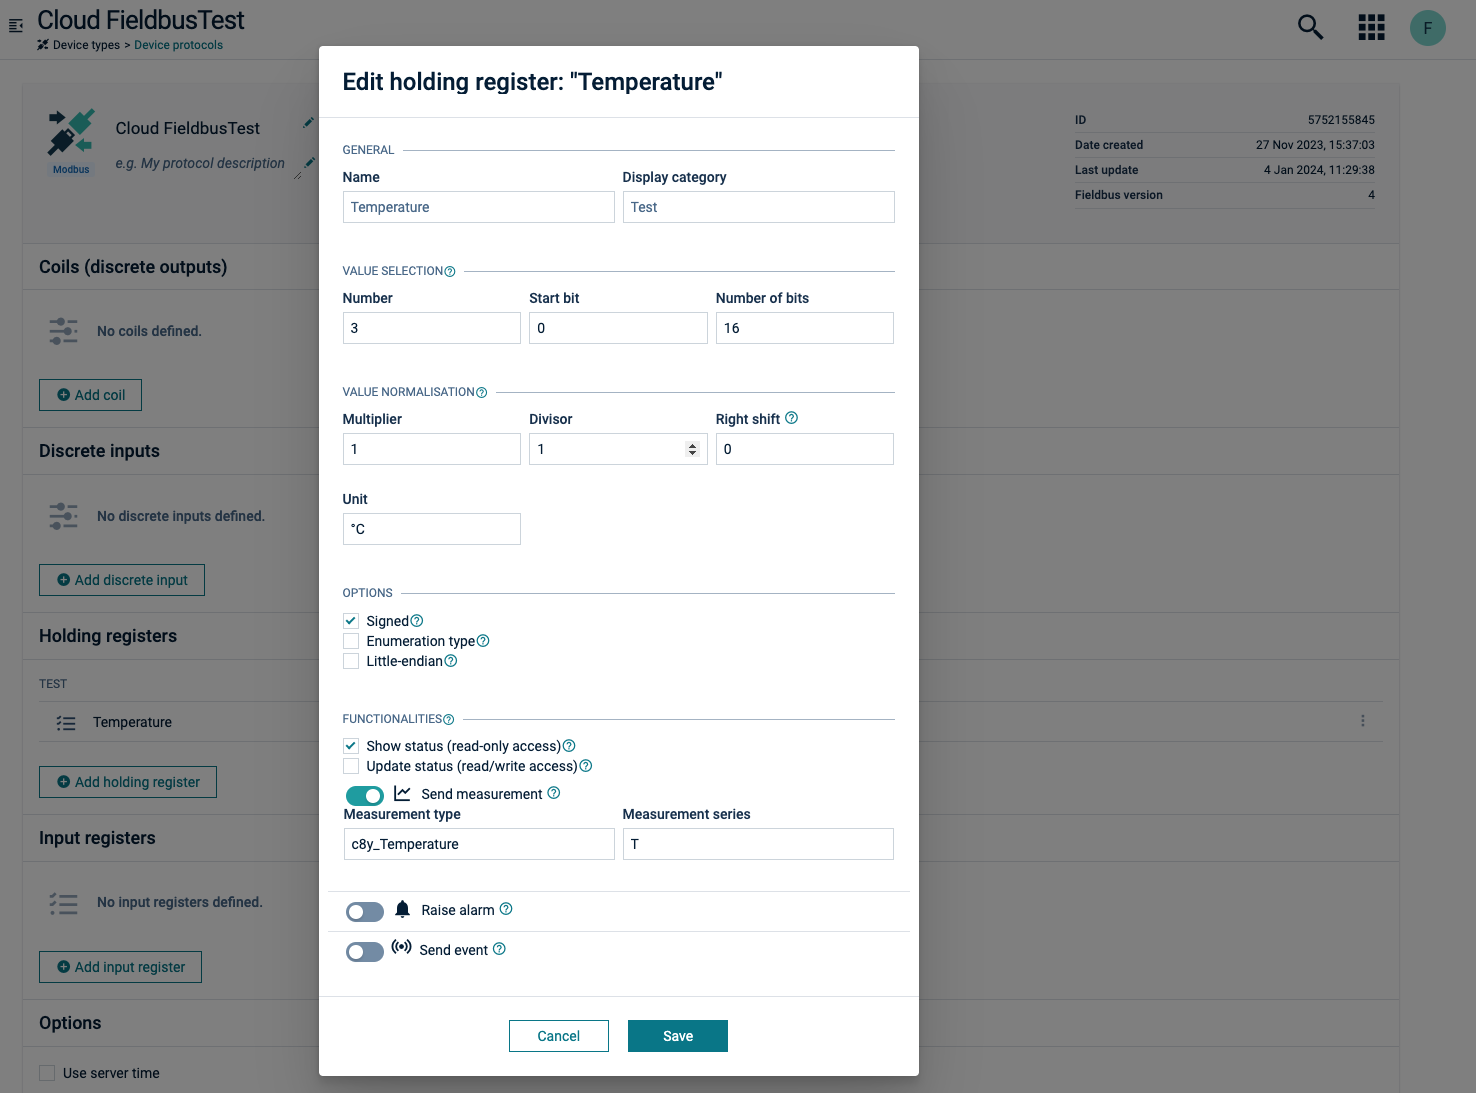 Cloud FieldbusTest
Device types > Device protocols
F
Cloud FieldbusTest
e.g. My protocol description
Modbus
ID 5752155845
Date created 27 Nov 2023, 15:37:03
Last update 4 Jan 2024, 11:29:38
Fieldbus version 4
Coils (discrete outputs)
No coils defined.
Add coil
Discrete inputs
No discrete inputs defined.
Add discrete input
Holding registers
TEST
Temperature
Add holding register
Input registers
No input registers defined.
Add input register
Options
Use server time
Edit holding register: "Temperature"
GENERAL
Name Display category
Temperature Test
VALUE SELECTION
Number Start bit Number of bits
3 0 16
VALUE NORMALISATION
Multiplier Divisor Right shift
1 1 0
Unit
°C
OPTIONS
Signed
Enumeration type
Little-endian
FUNCTIONALITIES
Show status (read-only access)
Update status (read/write access)
Send measurement
Measurement type Measurement series
c8y_Temperature T
Raise alarm
Send event
Cancel Save